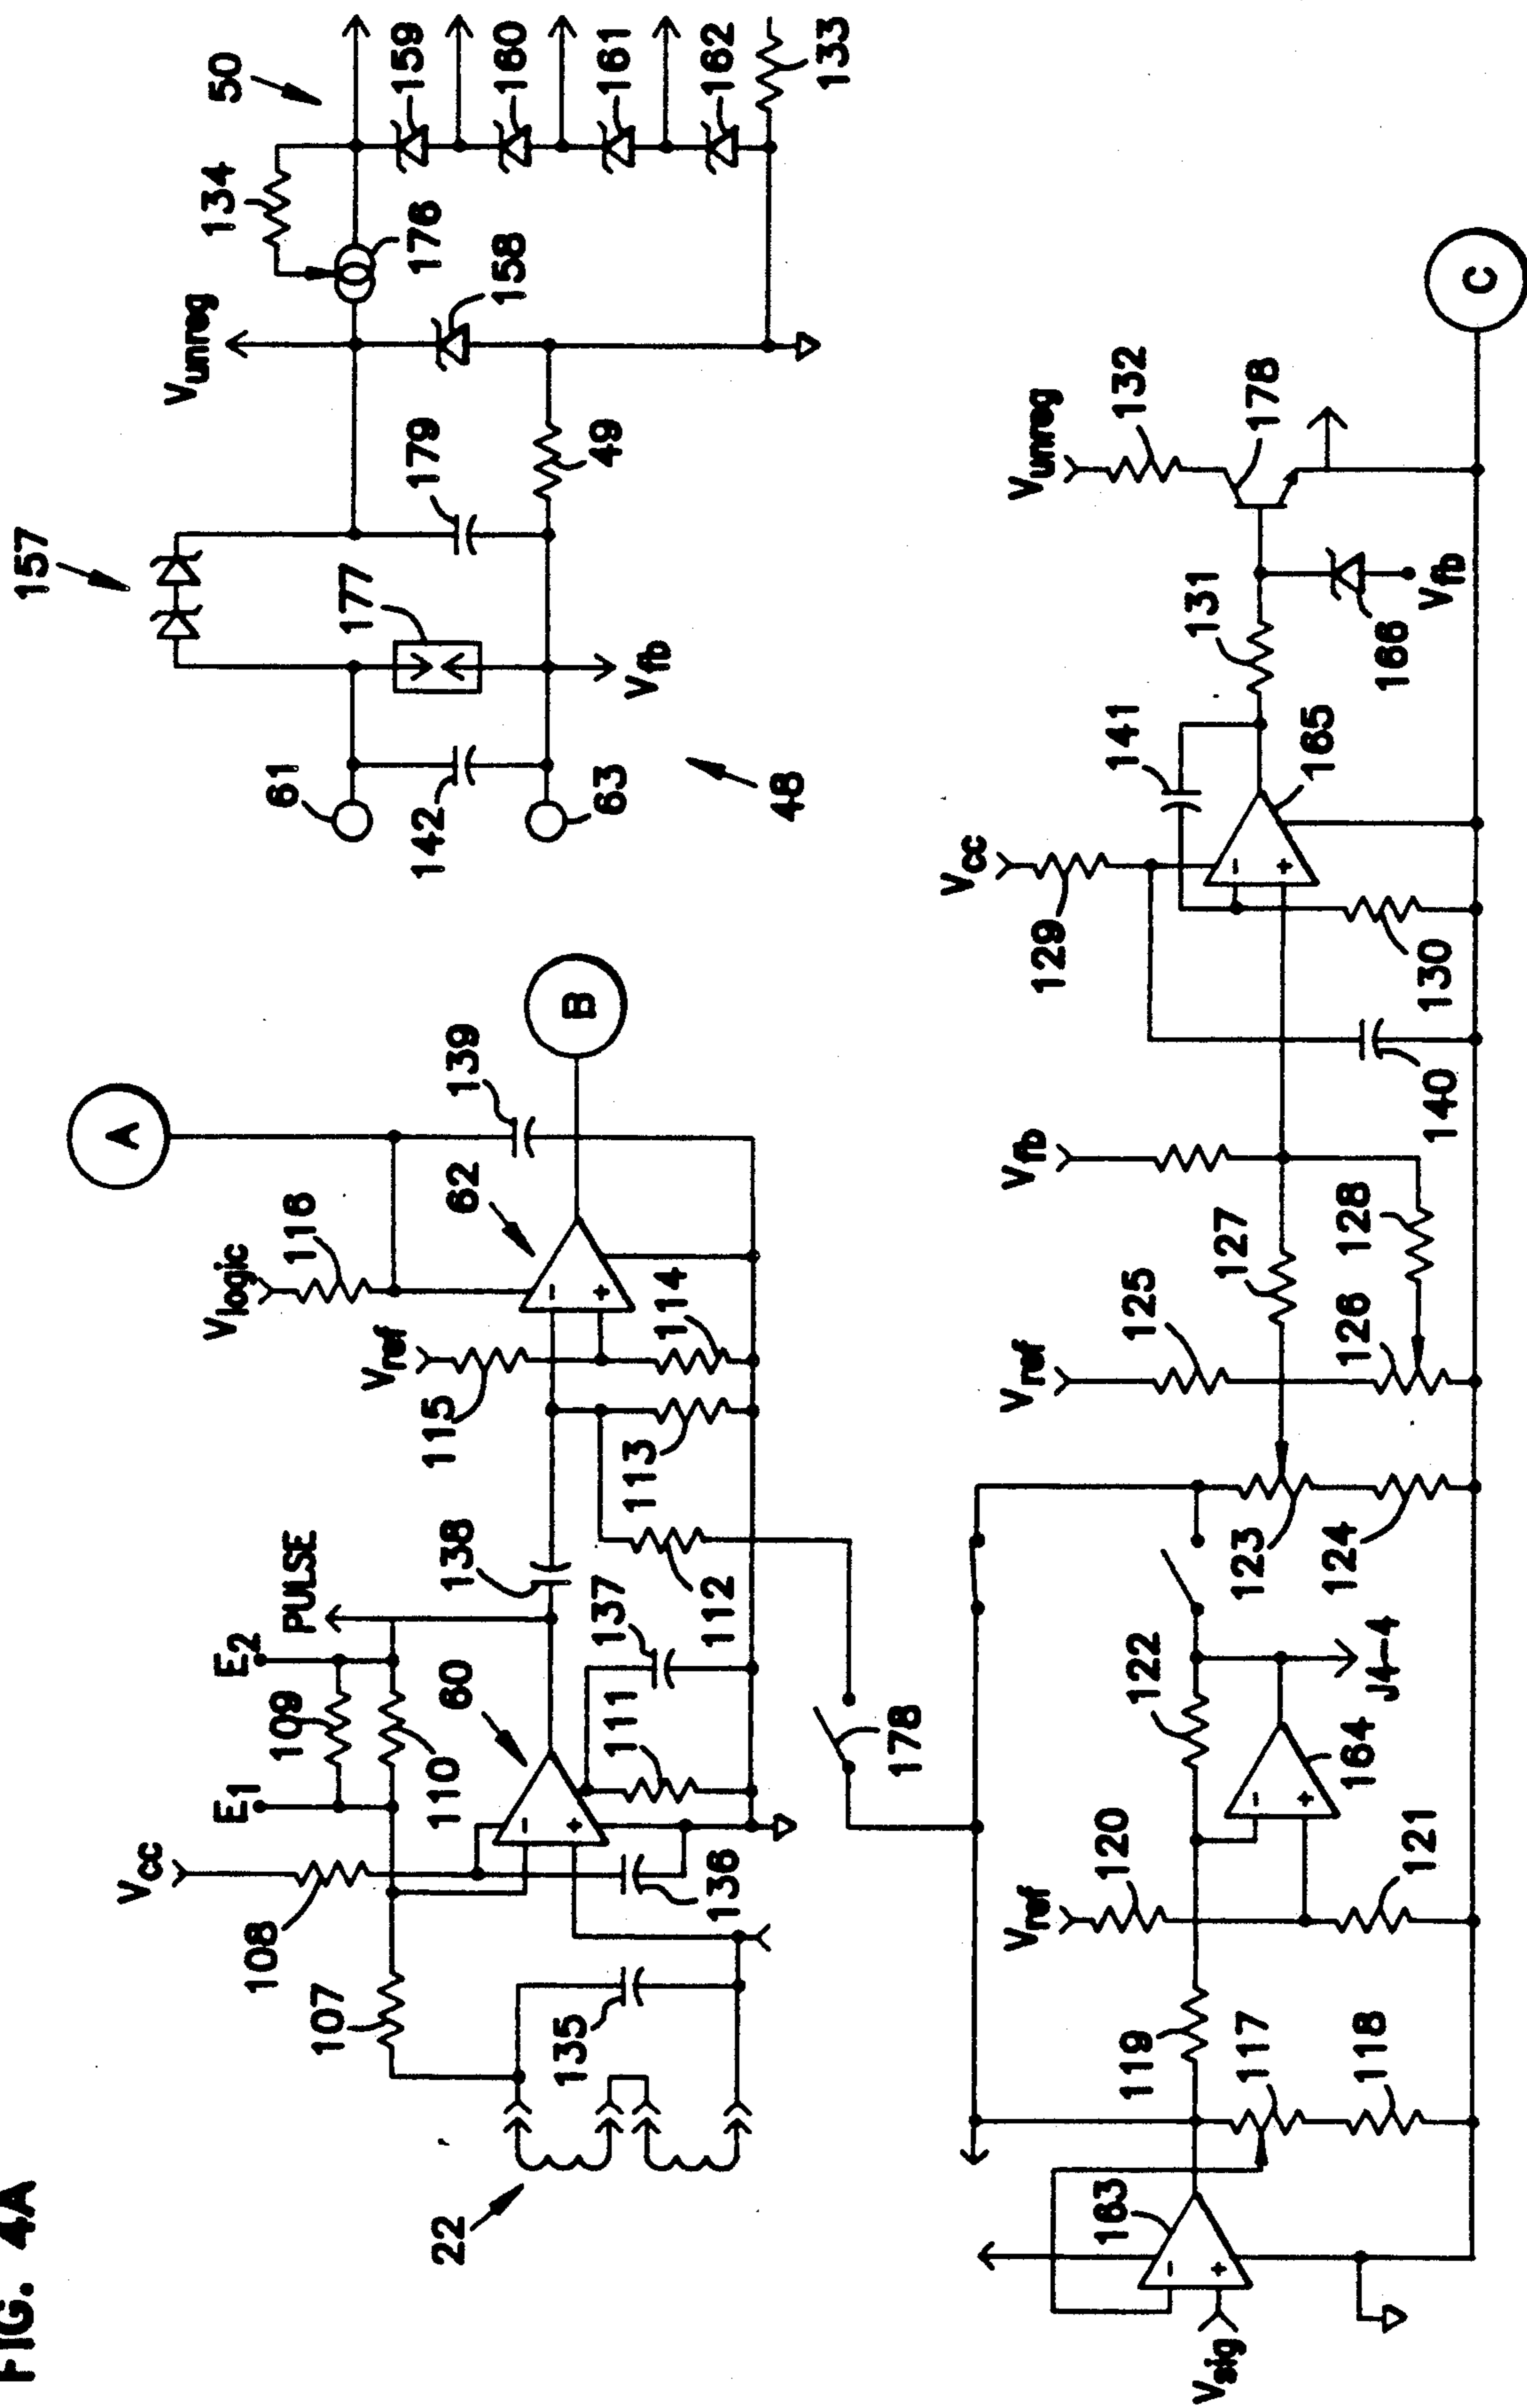 FIG. 4A
22
107
108
Vcc
E1
109
E2
PULSE
110
60
135
136
111
137
112
138
178
113
115
Vref
114
Vlogic
116
62
139
A
B
61
142
63
48
157
177
Vfb
179
49
Vunreg
158
176
134
50
159
160
161
162
133
Vsig
163
119
117
118
Vref
120
121
164
122
J4-4
123
124
Vref
125
126
127
128
Vfb
140
129
Vcc
130
141
165
131
166
Vfb
Vunreg
132
178
C